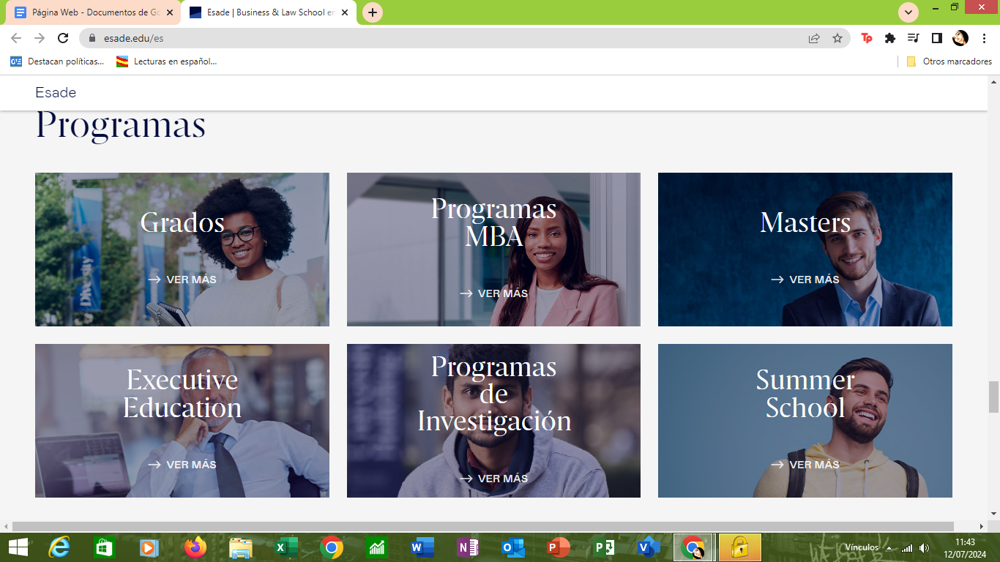 Página Web - Documentos de Go
Esade | Business & Law School en
esade.edu/es
Tp
Destacan políticas...
Lecturas en español...
Otros marcadores
Esade
Programas
Grados
VER MÁS
Programas
MBA
VER MÁS
Masters
VER MÁS
Executive
Education
VER MÁS
Programas
de
Investigación
VER MÁS
Summer
School
VER MÁS
Vínculos
11:43
12/07/2024